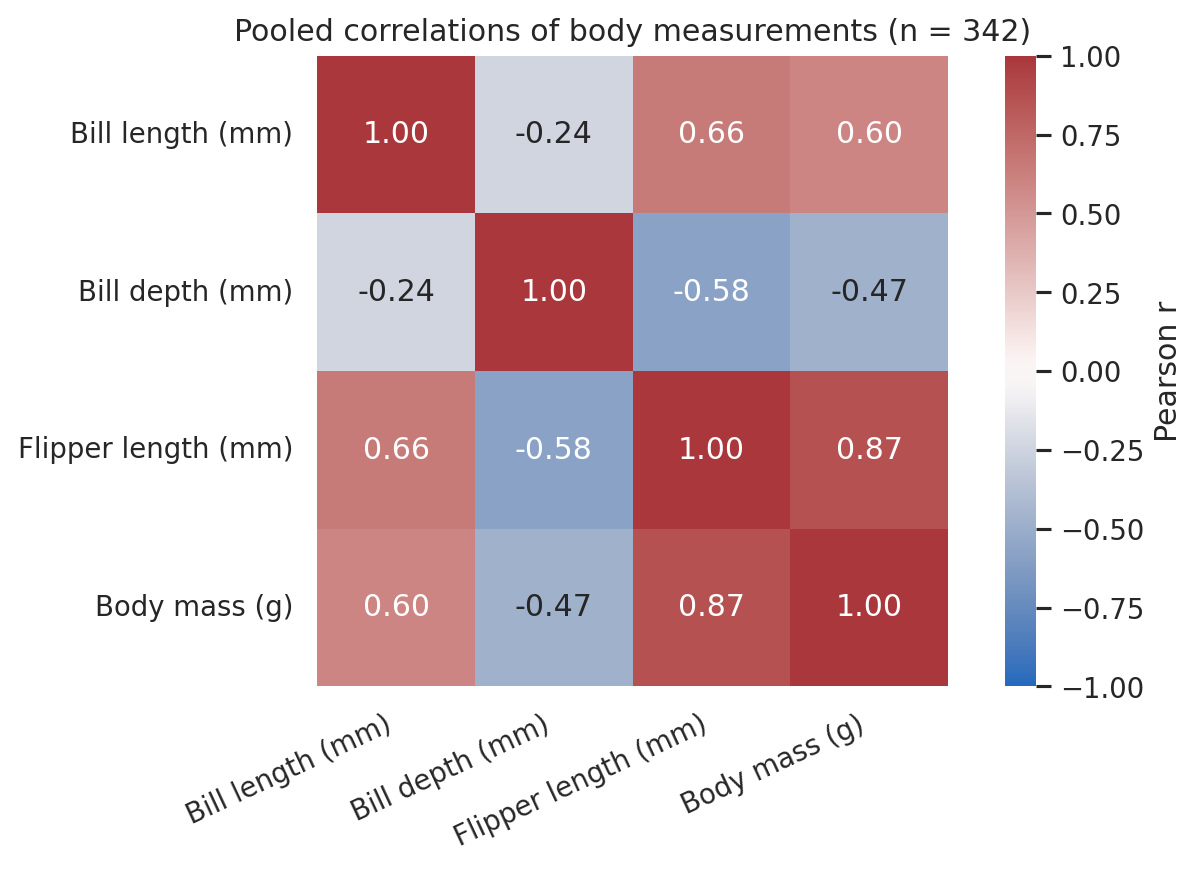 Pooled correlations of body measurements (n = 342)
Bill length (mm) 1.00 -0.24 0.66 0.60
Bill depth (mm) -0.24 1.00 -0.58 -0.47
Flipper length (mm) 0.66 -0.58 1.00 0.87
Body mass (g) 0.60 -0.47 0.87 1.00
Bill length (mm) Bill depth (mm) Flipper length (mm) Body mass (g)
1.00
0.75
0.50
0.25
0.00
−0.25
−0.50
−0.75
−1.00
Pearson r